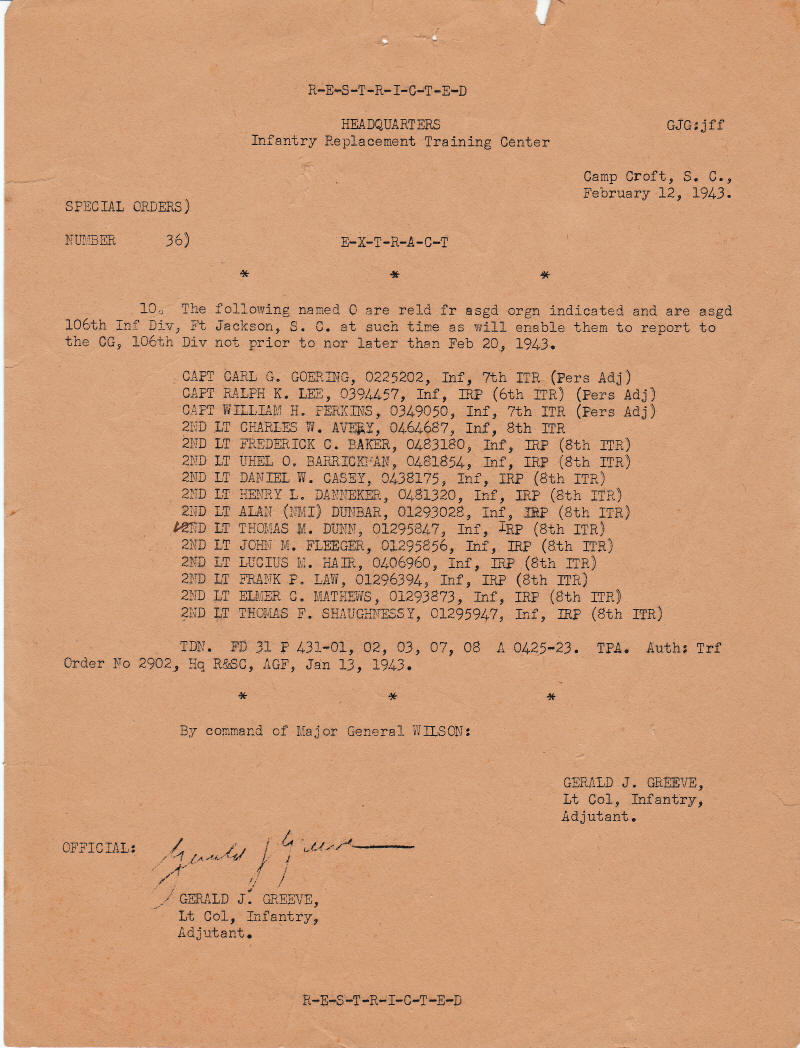 R-E-S-T-R-I-C-T-E-D
HEADQUARTERS GJG:jff
Infantry Replacement Training Center
Camp Croft, S. C.,
February 12, 1943.
SPECIAL ORDERS)
NUMBER 36)
E-X-T-R-A-C-T
* * *
10. The following named O are reld fr asgd orgn indicated and are asgd
106th Inf Div, Ft Jackson, S. C. at such time as will enable them to report to
the CG, 106th Div not prior to nor later than Feb 20, 1943.
CAPT CARL G. GOERING, 0225202, Inf, 7th ITR (Pers Adj)
CAPT RALPH K. LEE, 0394457, Inf, IRP (6th ITR) (Pers Adj)
CAPT WILLIAM H. PERKINS, 0349050, Inf, 7th ITR (Pers Adj)
2ND LT CHARLES W. AVERY, 0464687, Inf, 8th ITR
2ND LT FREDERICK C. BAKER, 0483180, Inf, IRP (8th ITR)
2ND LT UHEL O. BARRICKMAN, 0481854, Inf, IRP (8th ITR)
2ND LT DANIEL W. CASEY, 0438175, Inf, IRP (8th ITR)
2ND LT HENRY L. DANNEKER, 0481320, Inf, IRP (8th ITR)
2ND LT ALAN (NMI) DUNBAR, 01293028, Inf, IRP (8th ITR)
2ND LT THOMAS M. DUNN, 01295847, Inf, IRP (8th ITR)
2ND LT JOHN M. FLEEGER, 01295856, Inf, IRP (8th ITR)
2ND LT LUCIUS M. HAIR, 0406960, Inf, IRP (8th ITR)
2ND LT FRANK P. LAW, 01296394, Inf, IRP (8th ITR)
2ND LT ELMER C. MATHEWS, 01293873, Inf, IRP (8th ITR)
2ND LT THOMAS F. SHAUGHNESSY, 01295947, Inf, IRP (8th ITR)
TDN. FD 31 P 431-01, 02, 03, 07, 08 A 0425-23. TPA. Auth: Trf
Order No 2902, Hq R&SC, AGF, Jan 13, 1943.
* * *
By command of Major General WILSON:
GERALD J. GREEVE,
Lt Col, Infantry,
Adjutant.
OFFICIAL: Gerald J Greeve
GERALD J. GREEVE,
Lt Col, Infantry,
Adjutant.
R-E-S-T-R-I-C-T-E-D